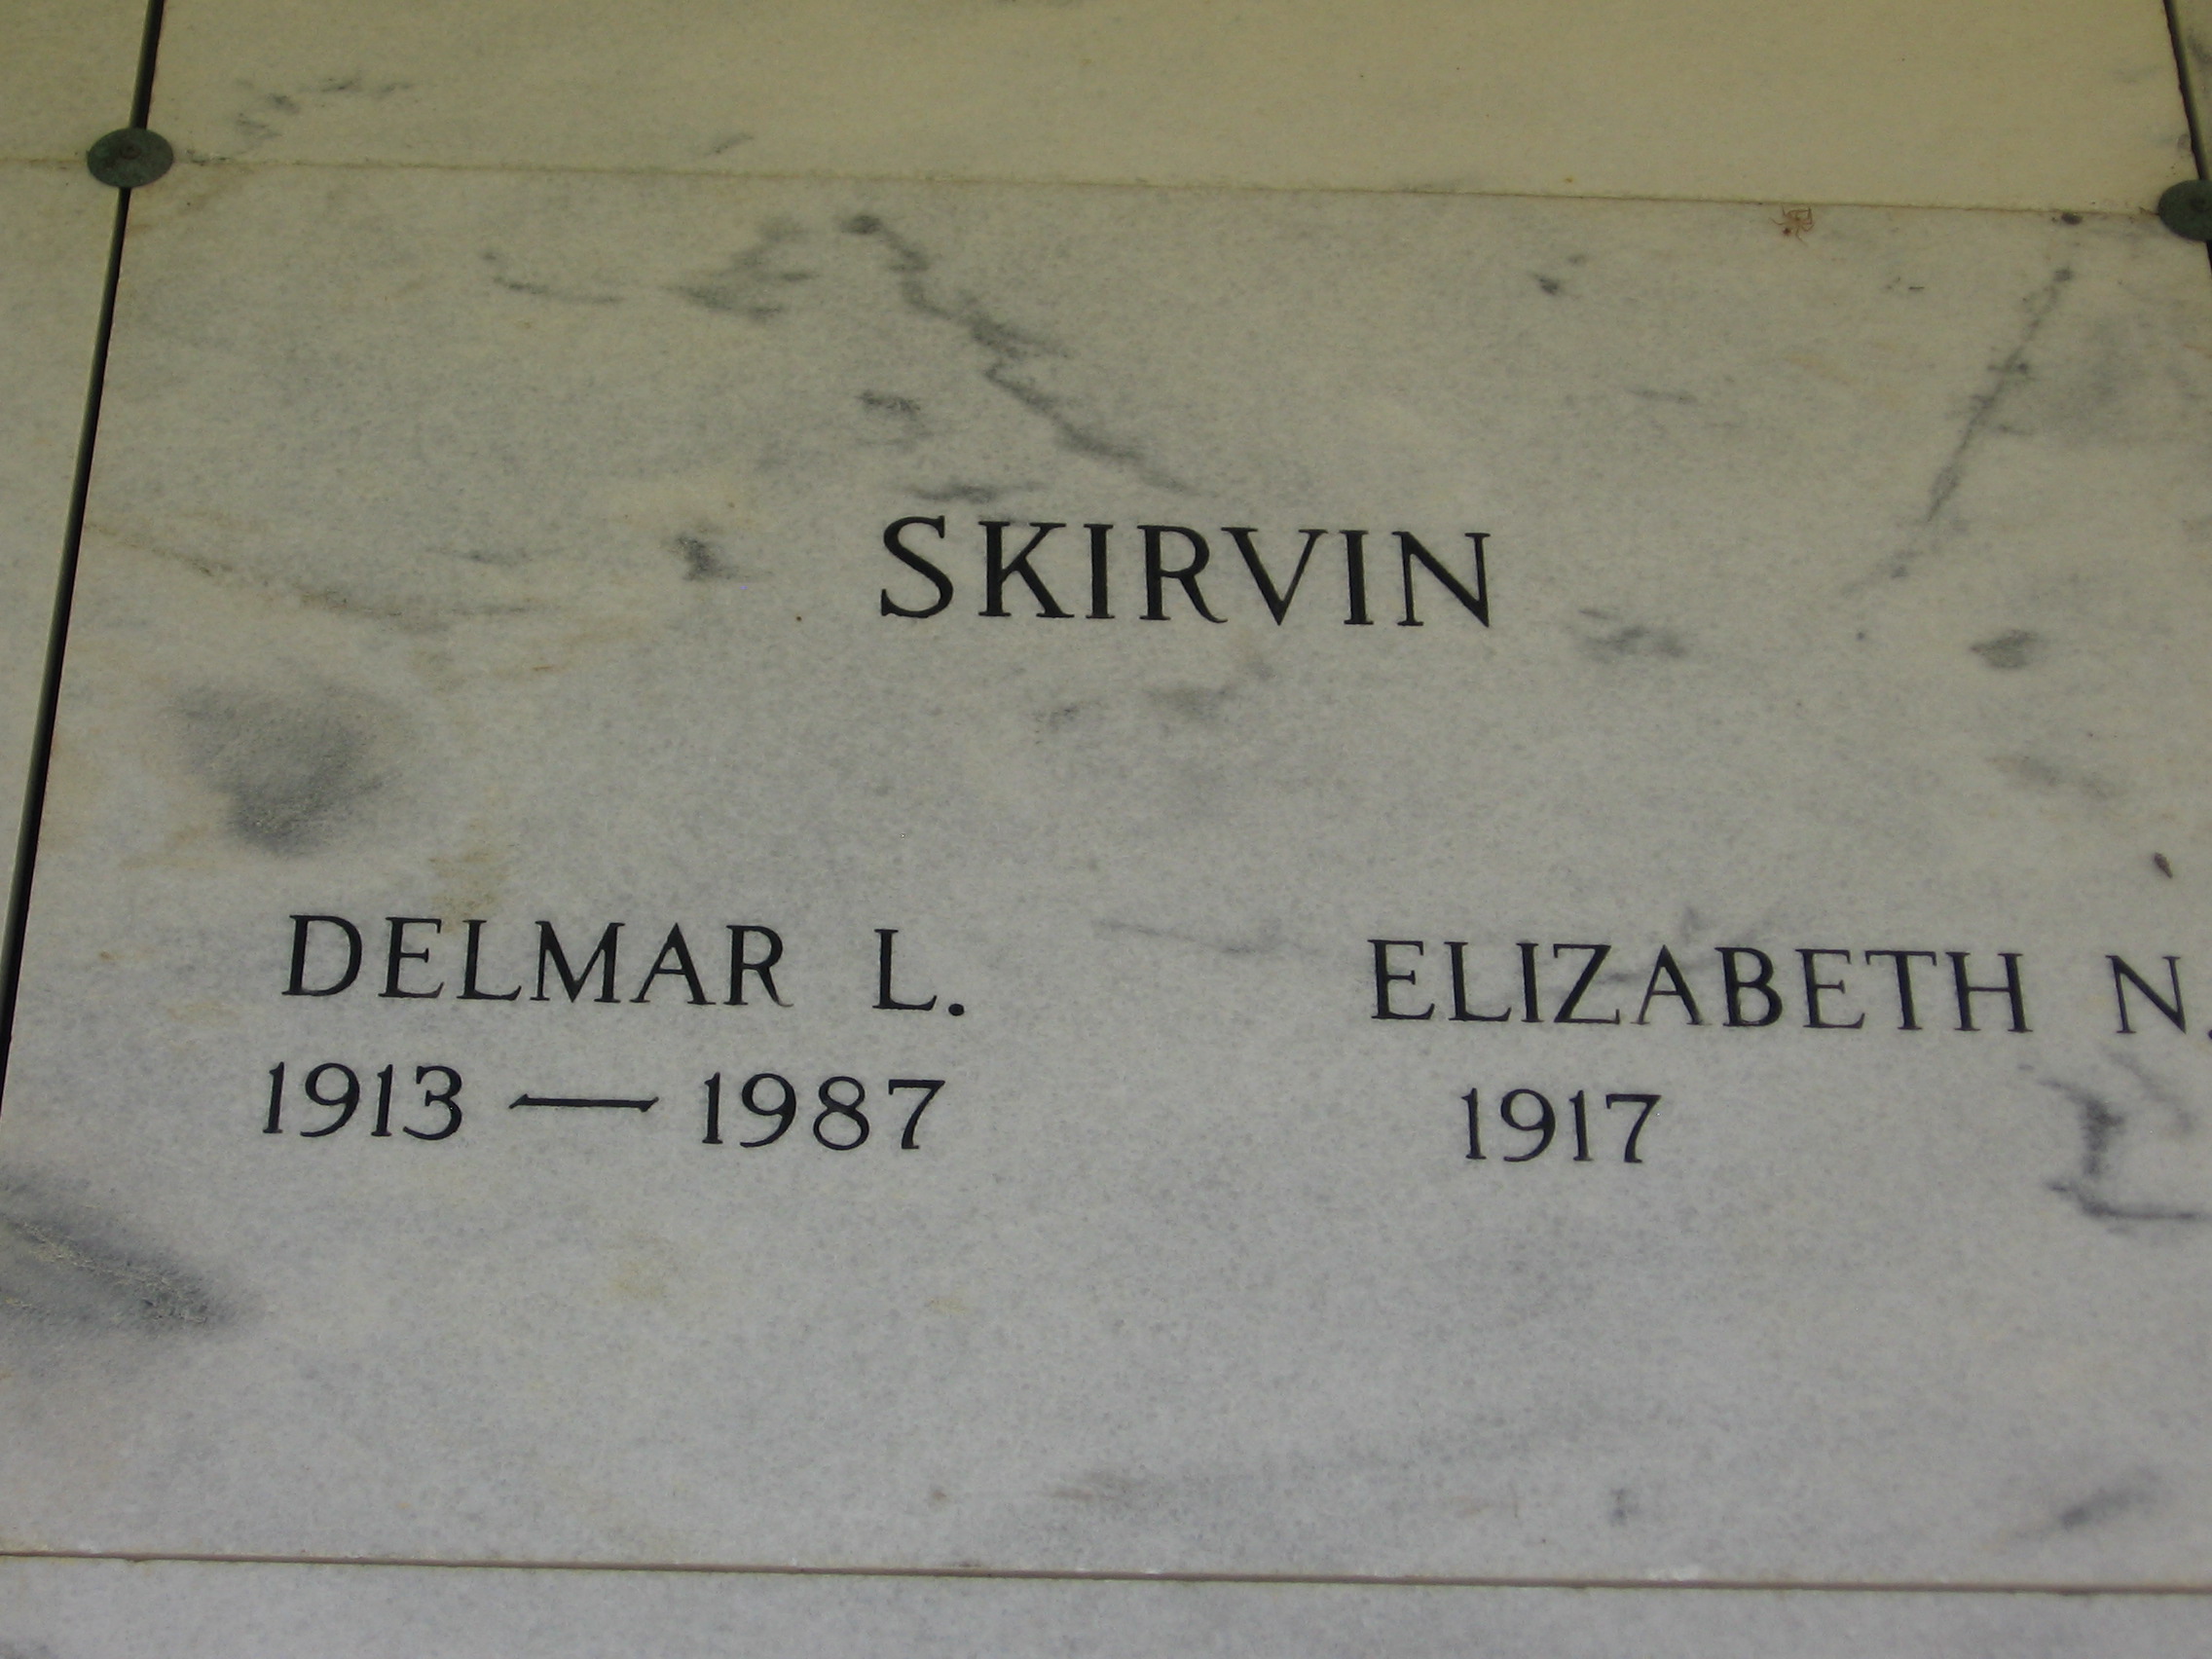 SKIRVIN
DELMAR L. ELIZABETH N.
1913 — 1987 1917